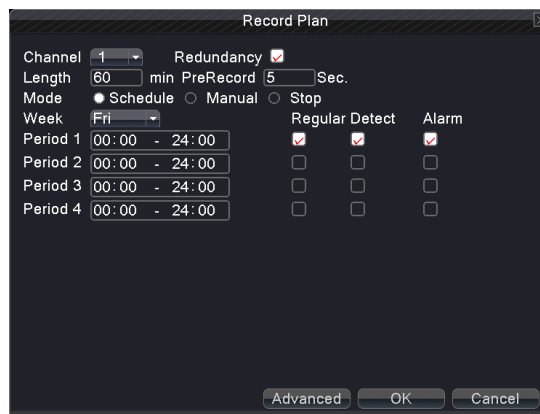 Record Plan
Channel 1 Redundancy
Length 60 min PreRecord 5 Sec.
Mode Schedule Manual Stop
Week Fri Regular Detect Alarm
Period 1 00:00 - 24:00
Period 2 00:00 - 24:00
Period 3 00:00 - 24:00
Period 4 00:00 - 24:00
Advanced OK Cancel